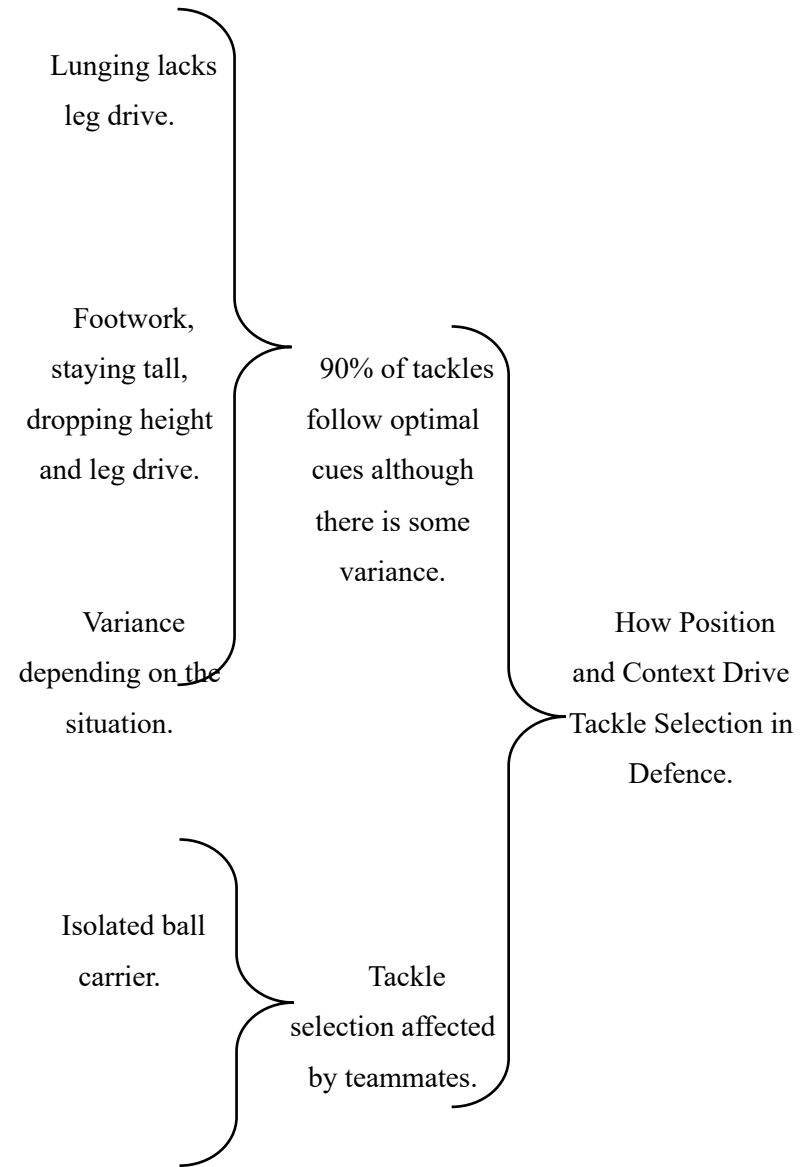 Lunging lacks
leg drive.
Footwork,
staying tall,
dropping height
and leg drive.
Variance
depending on the
situation.
Isolated ball
carrier.
90% of tackles
follow optimal
cues although
there is some
variance.
Tackle
selection affected
by teammates.
How Position
and Context Drive
Tackle Selection in
Defence.